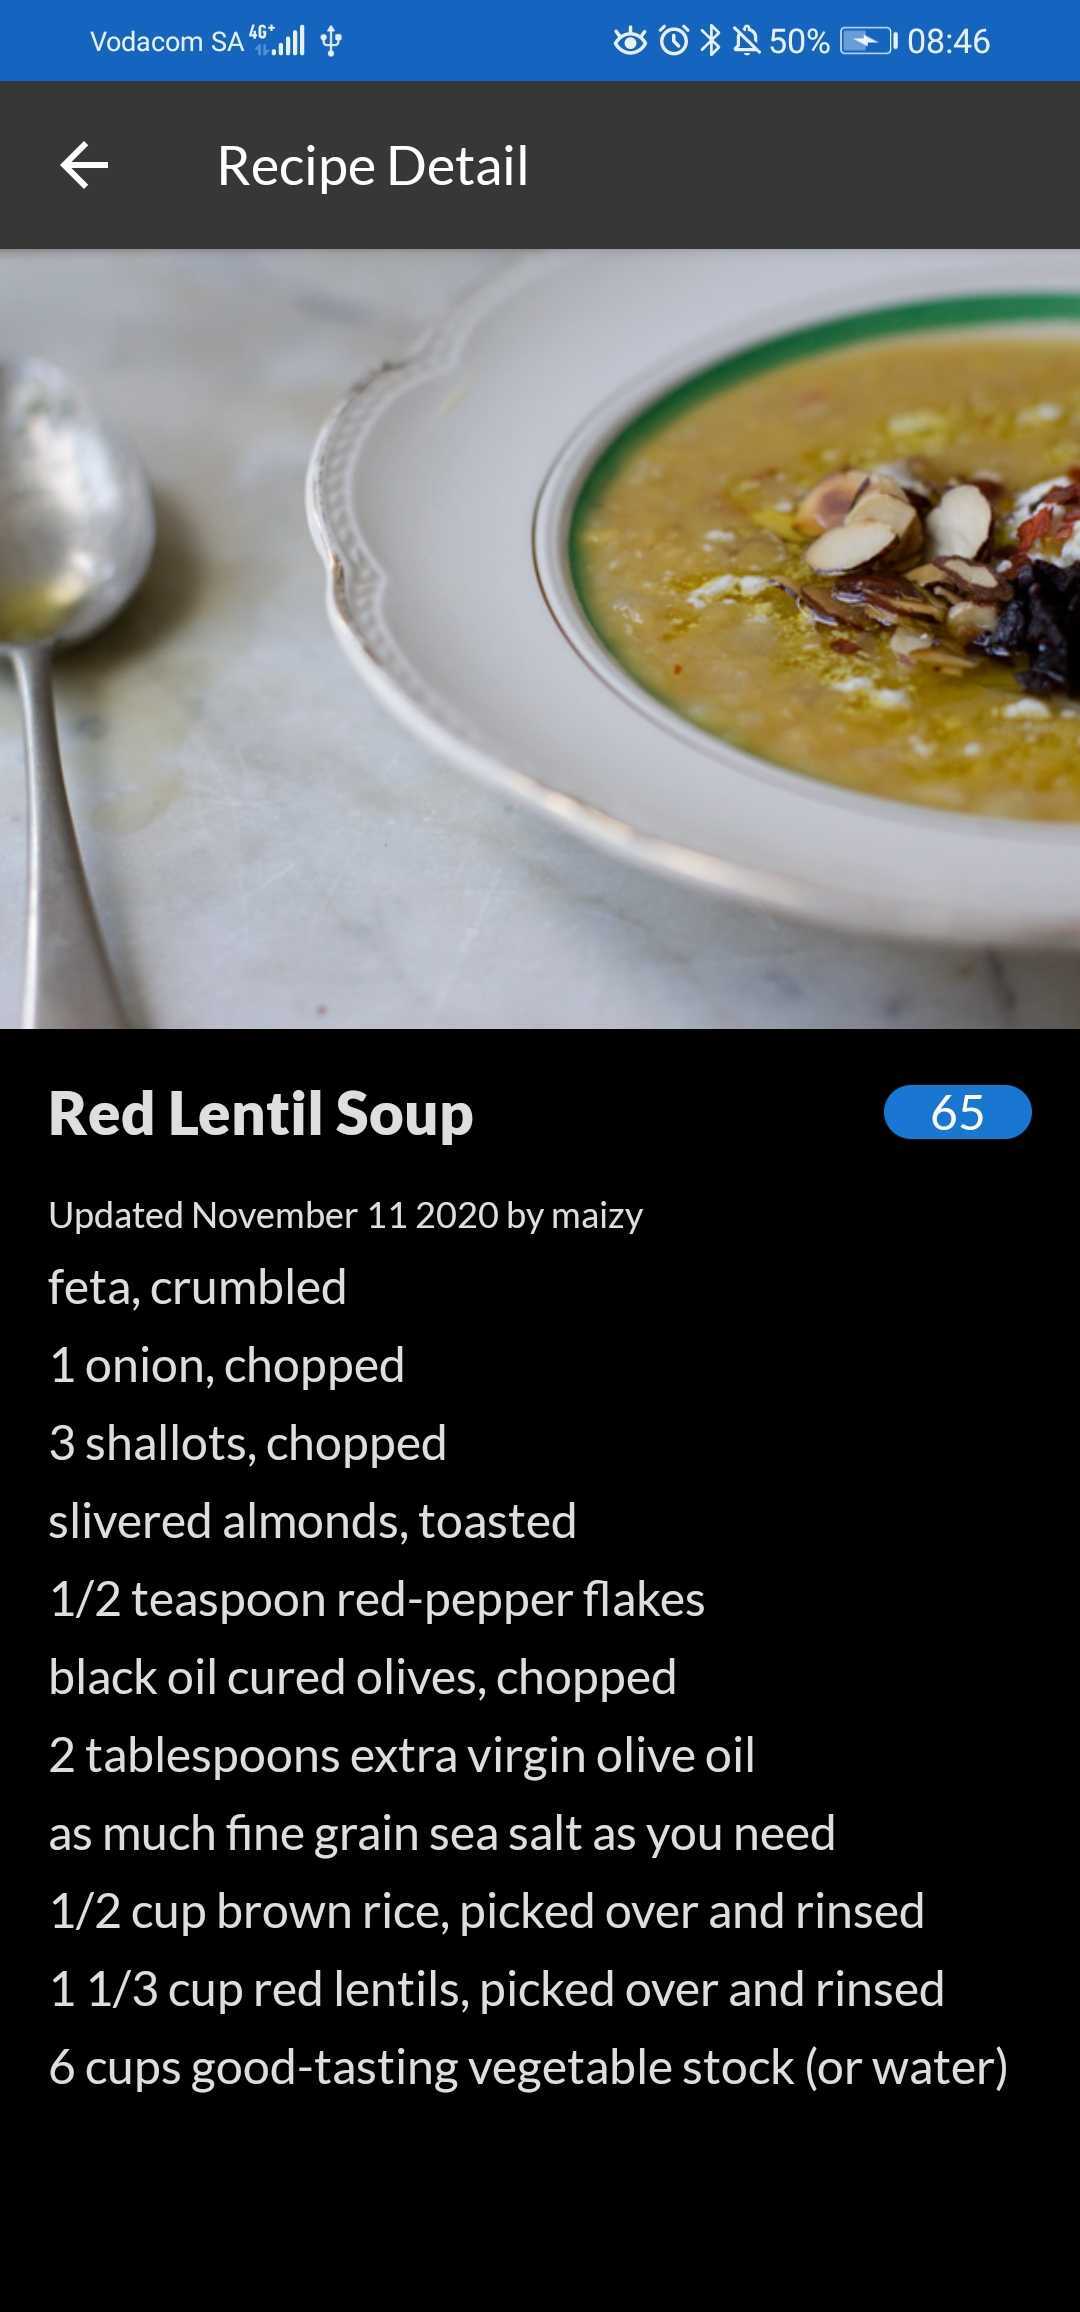 Vodacom SA 4G+ 50% 08:46
Recipe Detail
Red Lentil Soup 65
Updated November 11 2020 by maizy
feta, crumbled
1 onion, chopped
3 shallots, chopped
slivered almonds, toasted
1/2 teaspoon red-pepper flakes
black oil cured olives, chopped
2 tablespoons extra virgin olive oil
as much fine grain sea salt as you need
1/2 cup brown rice, picked over and rinsed
1 1/3 cup red lentils, picked over and rinsed
6 cups good-tasting vegetable stock (or water)